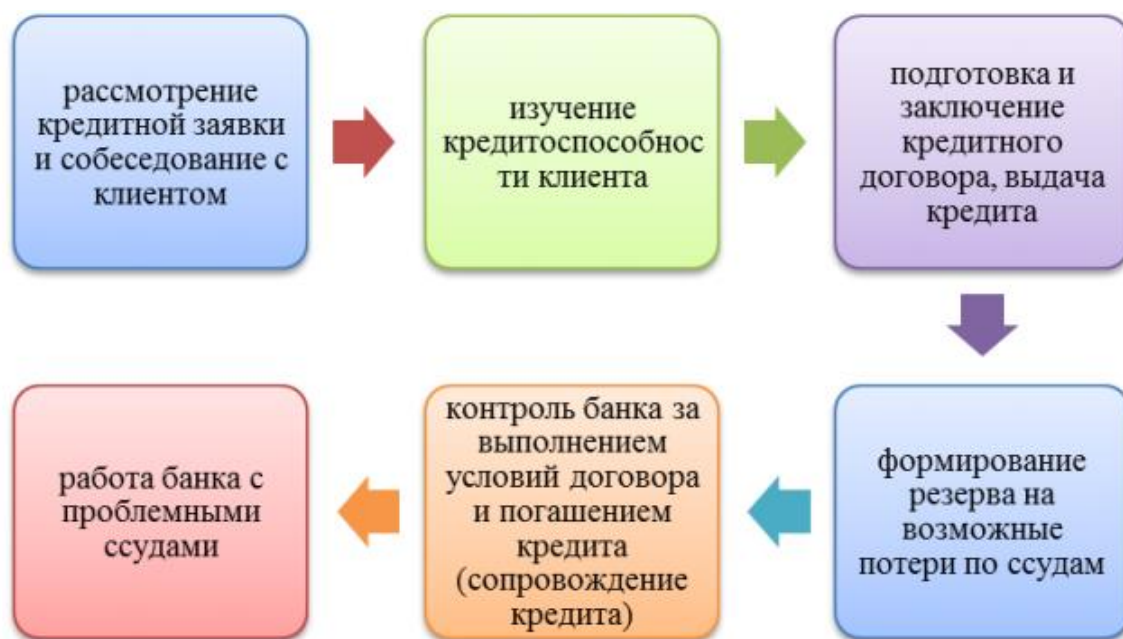 рассмотрение
кредитной заявки
и собеседование с
клиентом
изучение
кредитоспособнос
ти клиента
подготовка и
заключение
кредитного
договора, выдача
кредита
формирование
резерва на
возможные
потери по ссудам
контроль банка за
выполнением
условий договора
и погашением
кредита
(сопровождение
кредита)
работа банка с
проблемными
ссудами